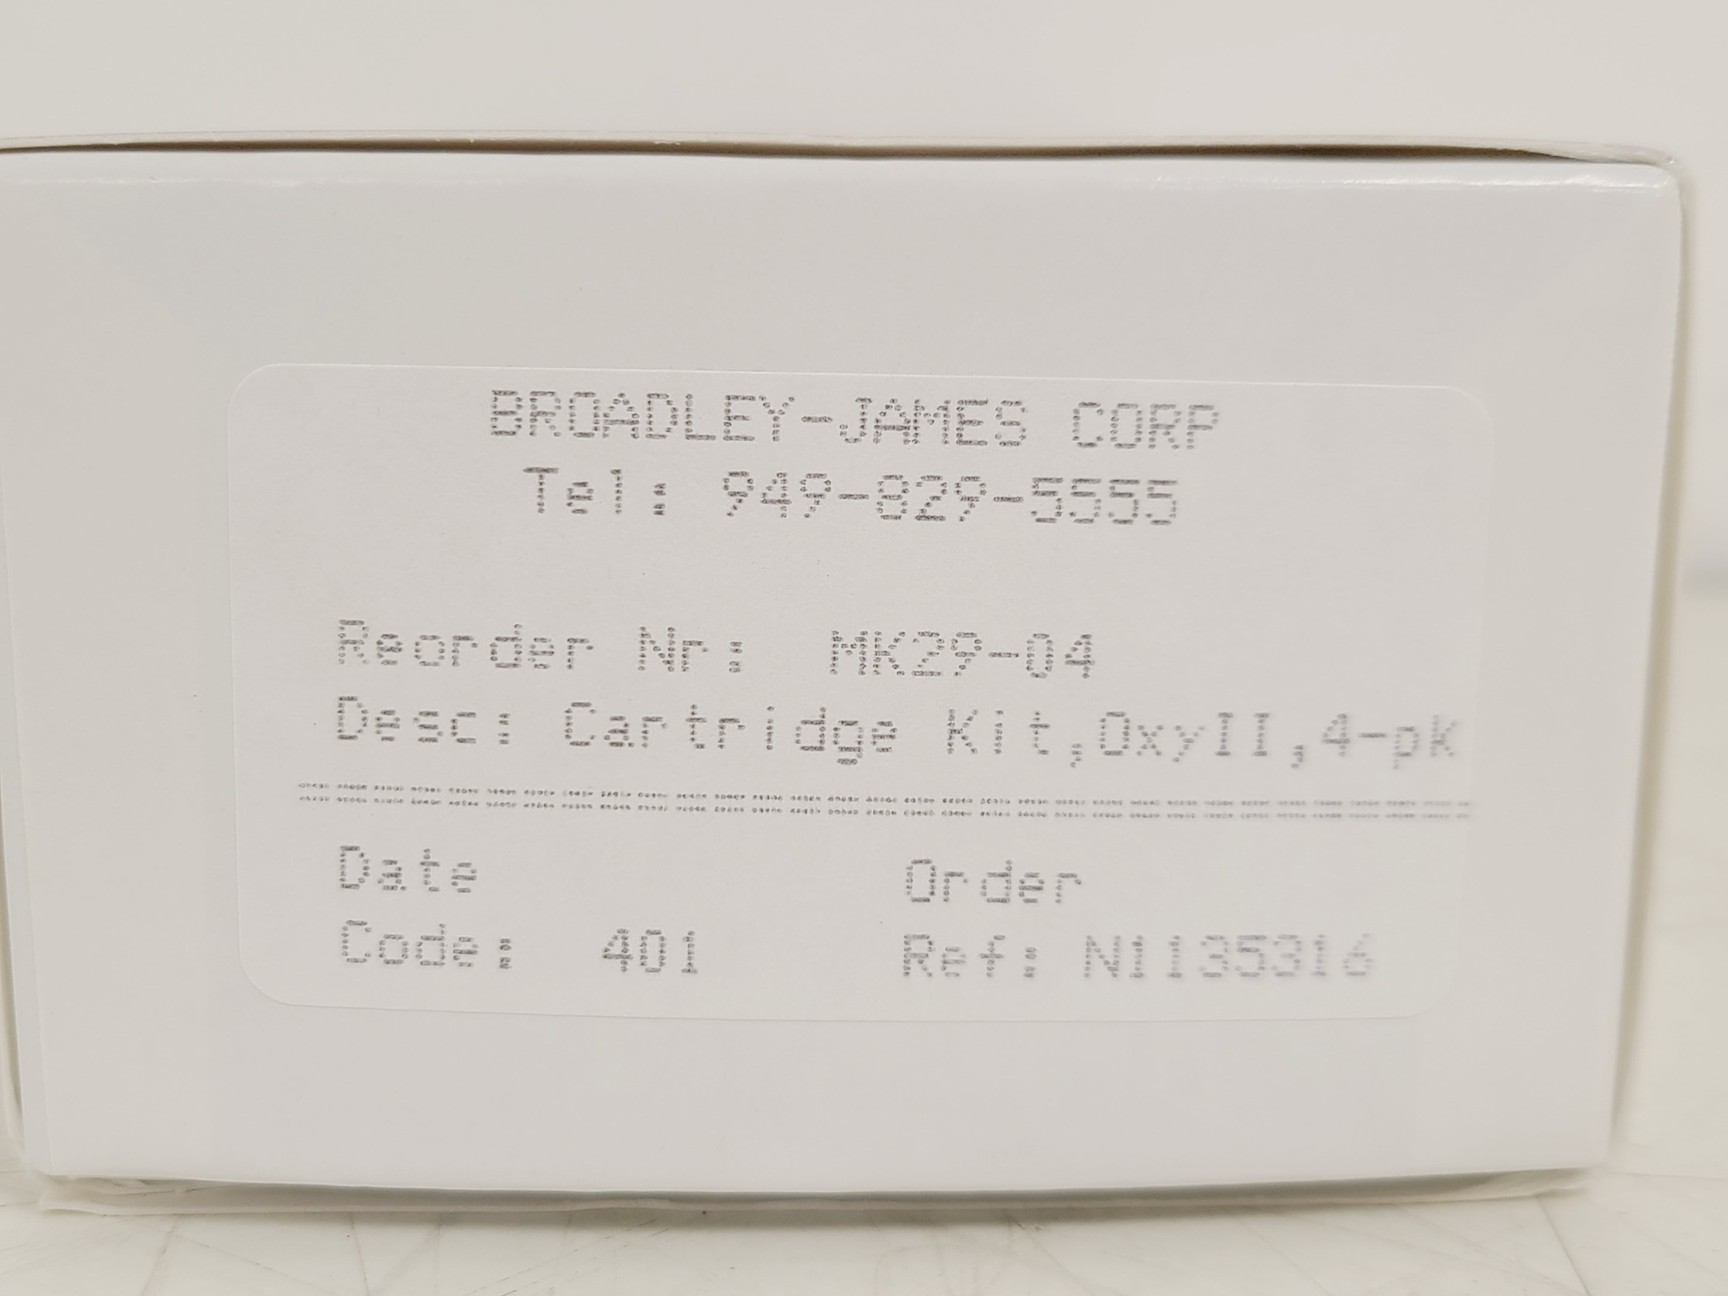 BROADLEY-JAMES CORP
Tel: 949-829-5555
Reorder Nr: MK29-04
Desc: Cartridge Kit,OxyII,4-pk
Date Order
Code: 401 Ref: